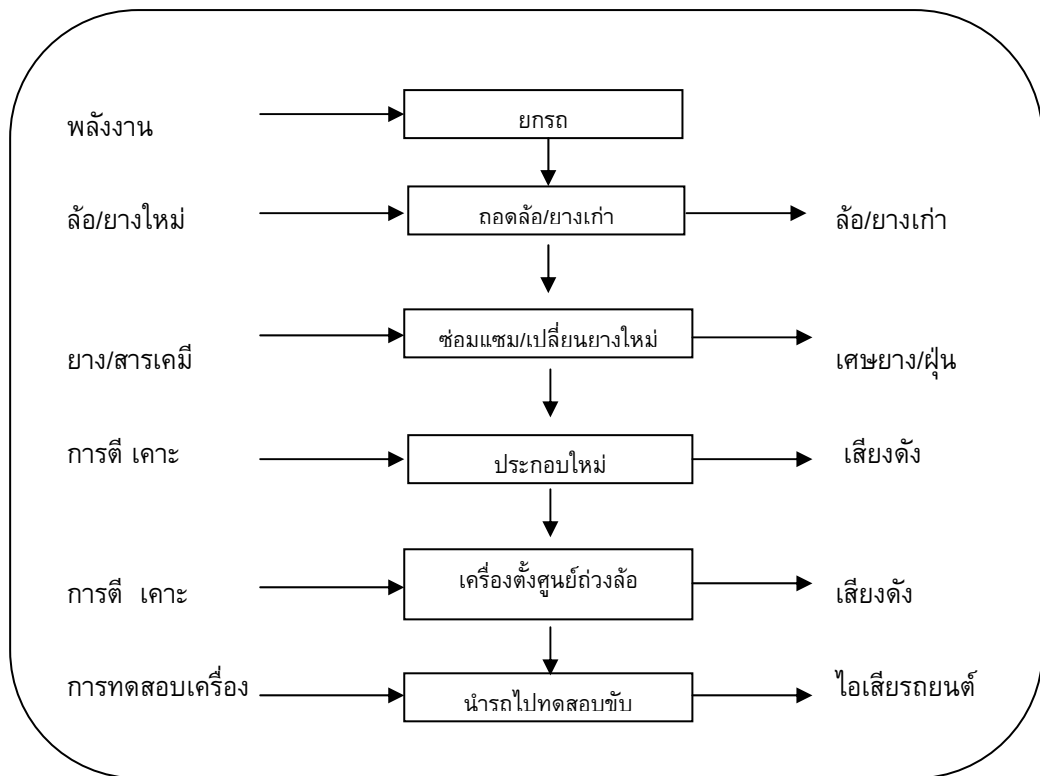 พลังงาน
ยกรถ
ล้อ/ยางใหม่
ถอดล้อ/ยางเก่า
ล้อ/ยางเก่า
ยาง/สารเคมี
ซ่อมแซม/เปลี่ยนยางใหม่
เศษยาง/ฝุ่น
การตี เคาะ
ประกอบใหม่
เสียงดัง
การตี เคาะ
เครื่องตั้งศูนย์ถ่วงล้อ
เสียงดัง
การทดสอบเครื่อง
นำรถไปทดสอบขับ
ไอเสียรถยนต์